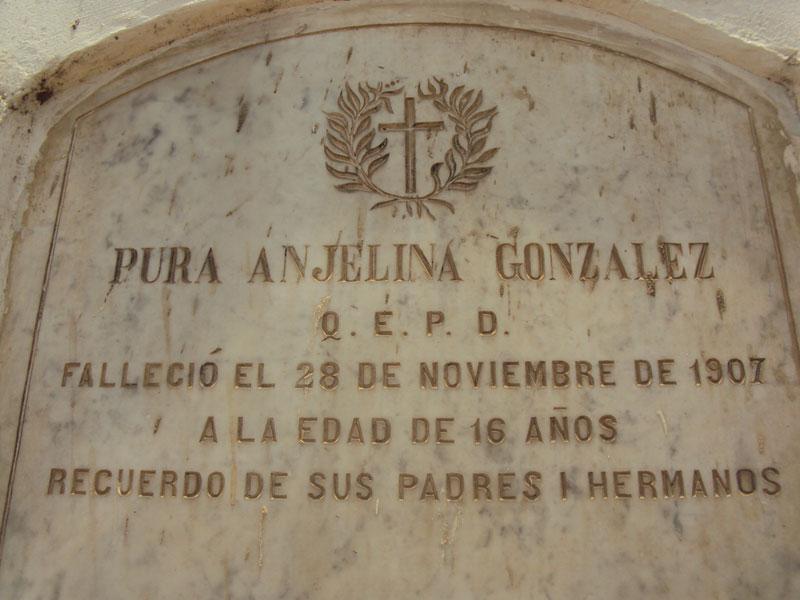 PURA ANJELINA GONZALEZ
Q. E. P. D.
FALLECIÓ EL 28 DE NOVIEMBRE DE 1907
A LA EDAD DE 16 AÑOS
RECUERDO DE SUS PADRES I HERMANOS